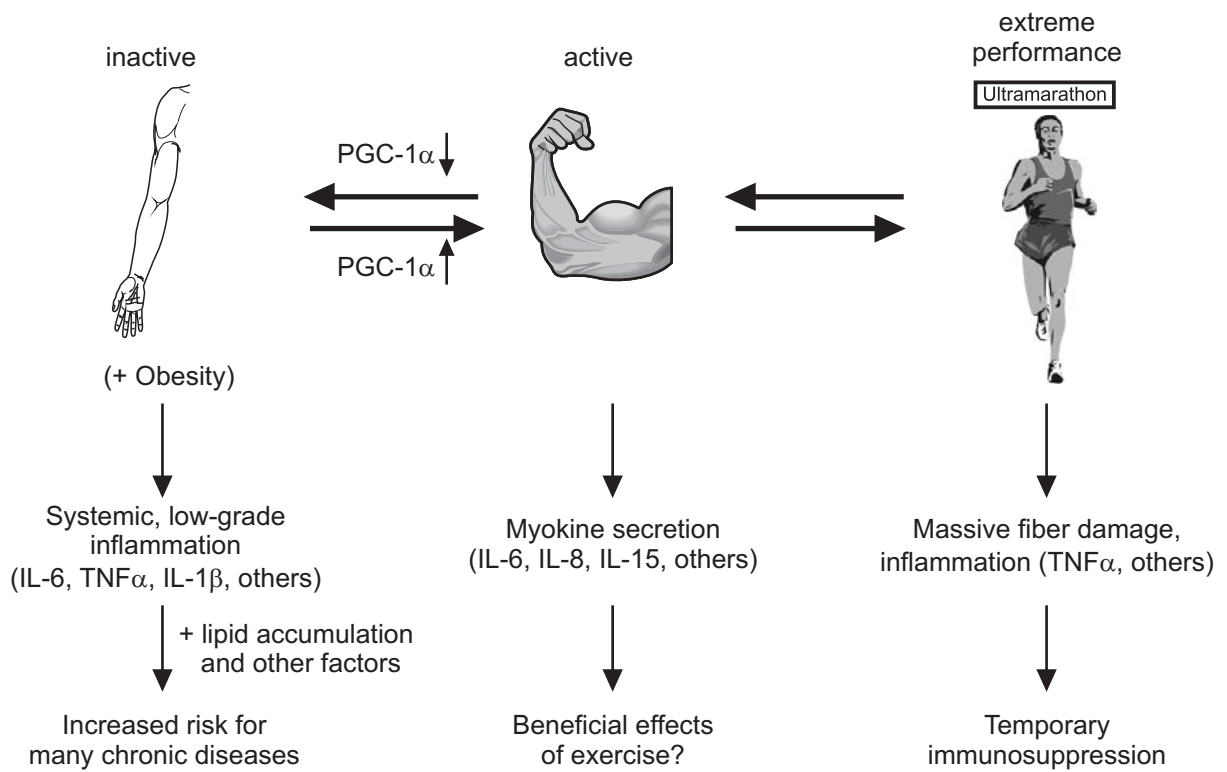 inactive
active
extreme
performance
Ultramarathon
PGC-1α
PGC-1α
(+ Obesity)
Systemic, low-grade
inflammation
(IL-6, TNFα, IL-1β, others)
Myokine secretion
(IL-6, IL-8, IL-15, others)
Massive fiber damage,
inflammation (TNFα, others)
+ lipid accumulation
and other factors
Increased risk for
many chronic diseases
Beneficial effects
of exercise?
Temporary
immunosuppression